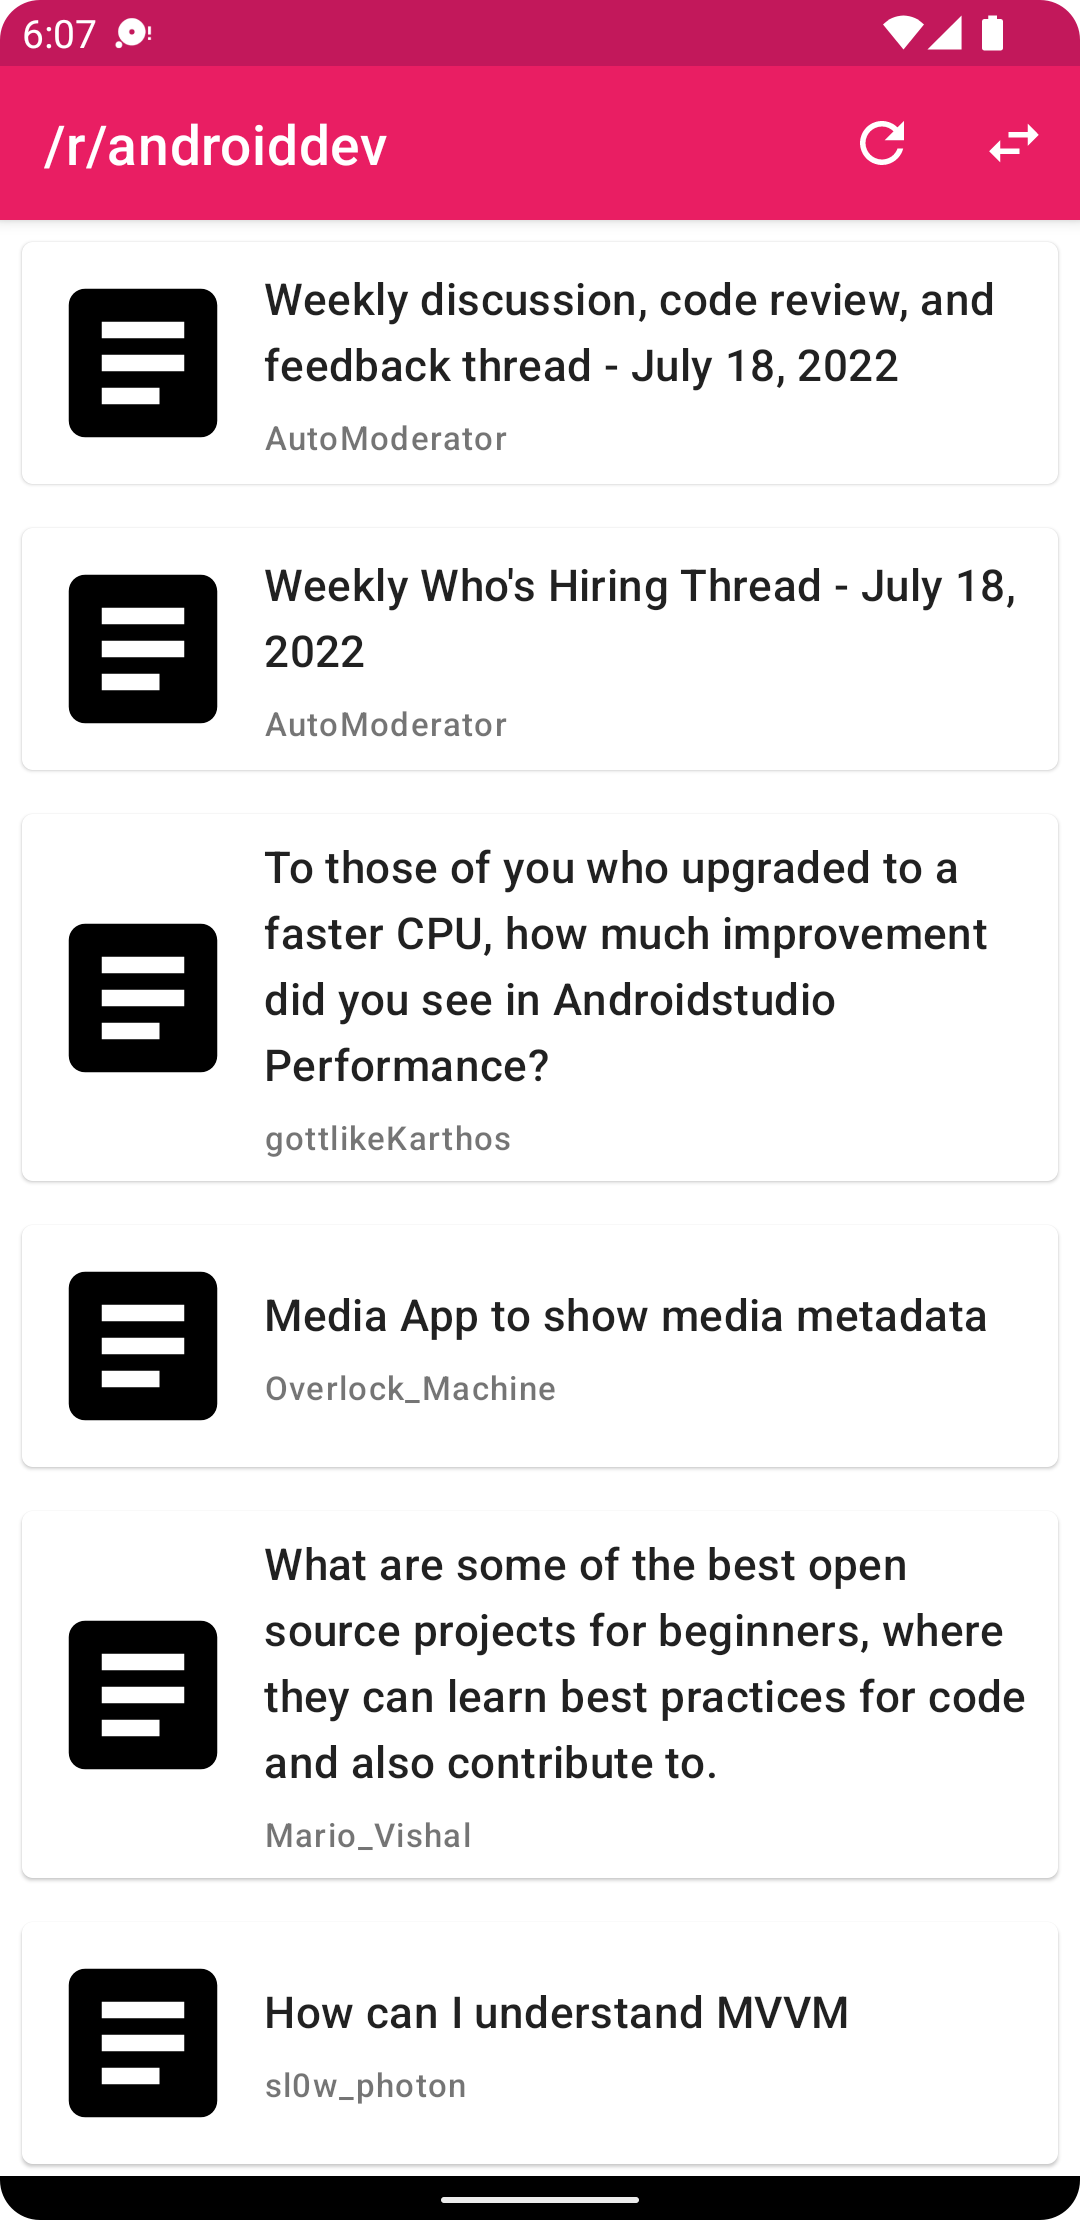 6:07
/r/androiddev
Weekly discussion, code review, and
feedback thread - July 18, 2022
AutoModerator
Weekly Who's Hiring Thread - July 18,
2022
AutoModerator
To those of you who upgraded to a
faster CPU, how much improvement
did you see in Androidstudio
Performance?
gottlikeKarthos
Media App to show media metadata
Overlock_Machine
What are some of the best open
source projects for beginners, where
they can learn best practices for code
and also contribute to.
Mario_Vishal
How can I understand MVVM
sl0w_photon